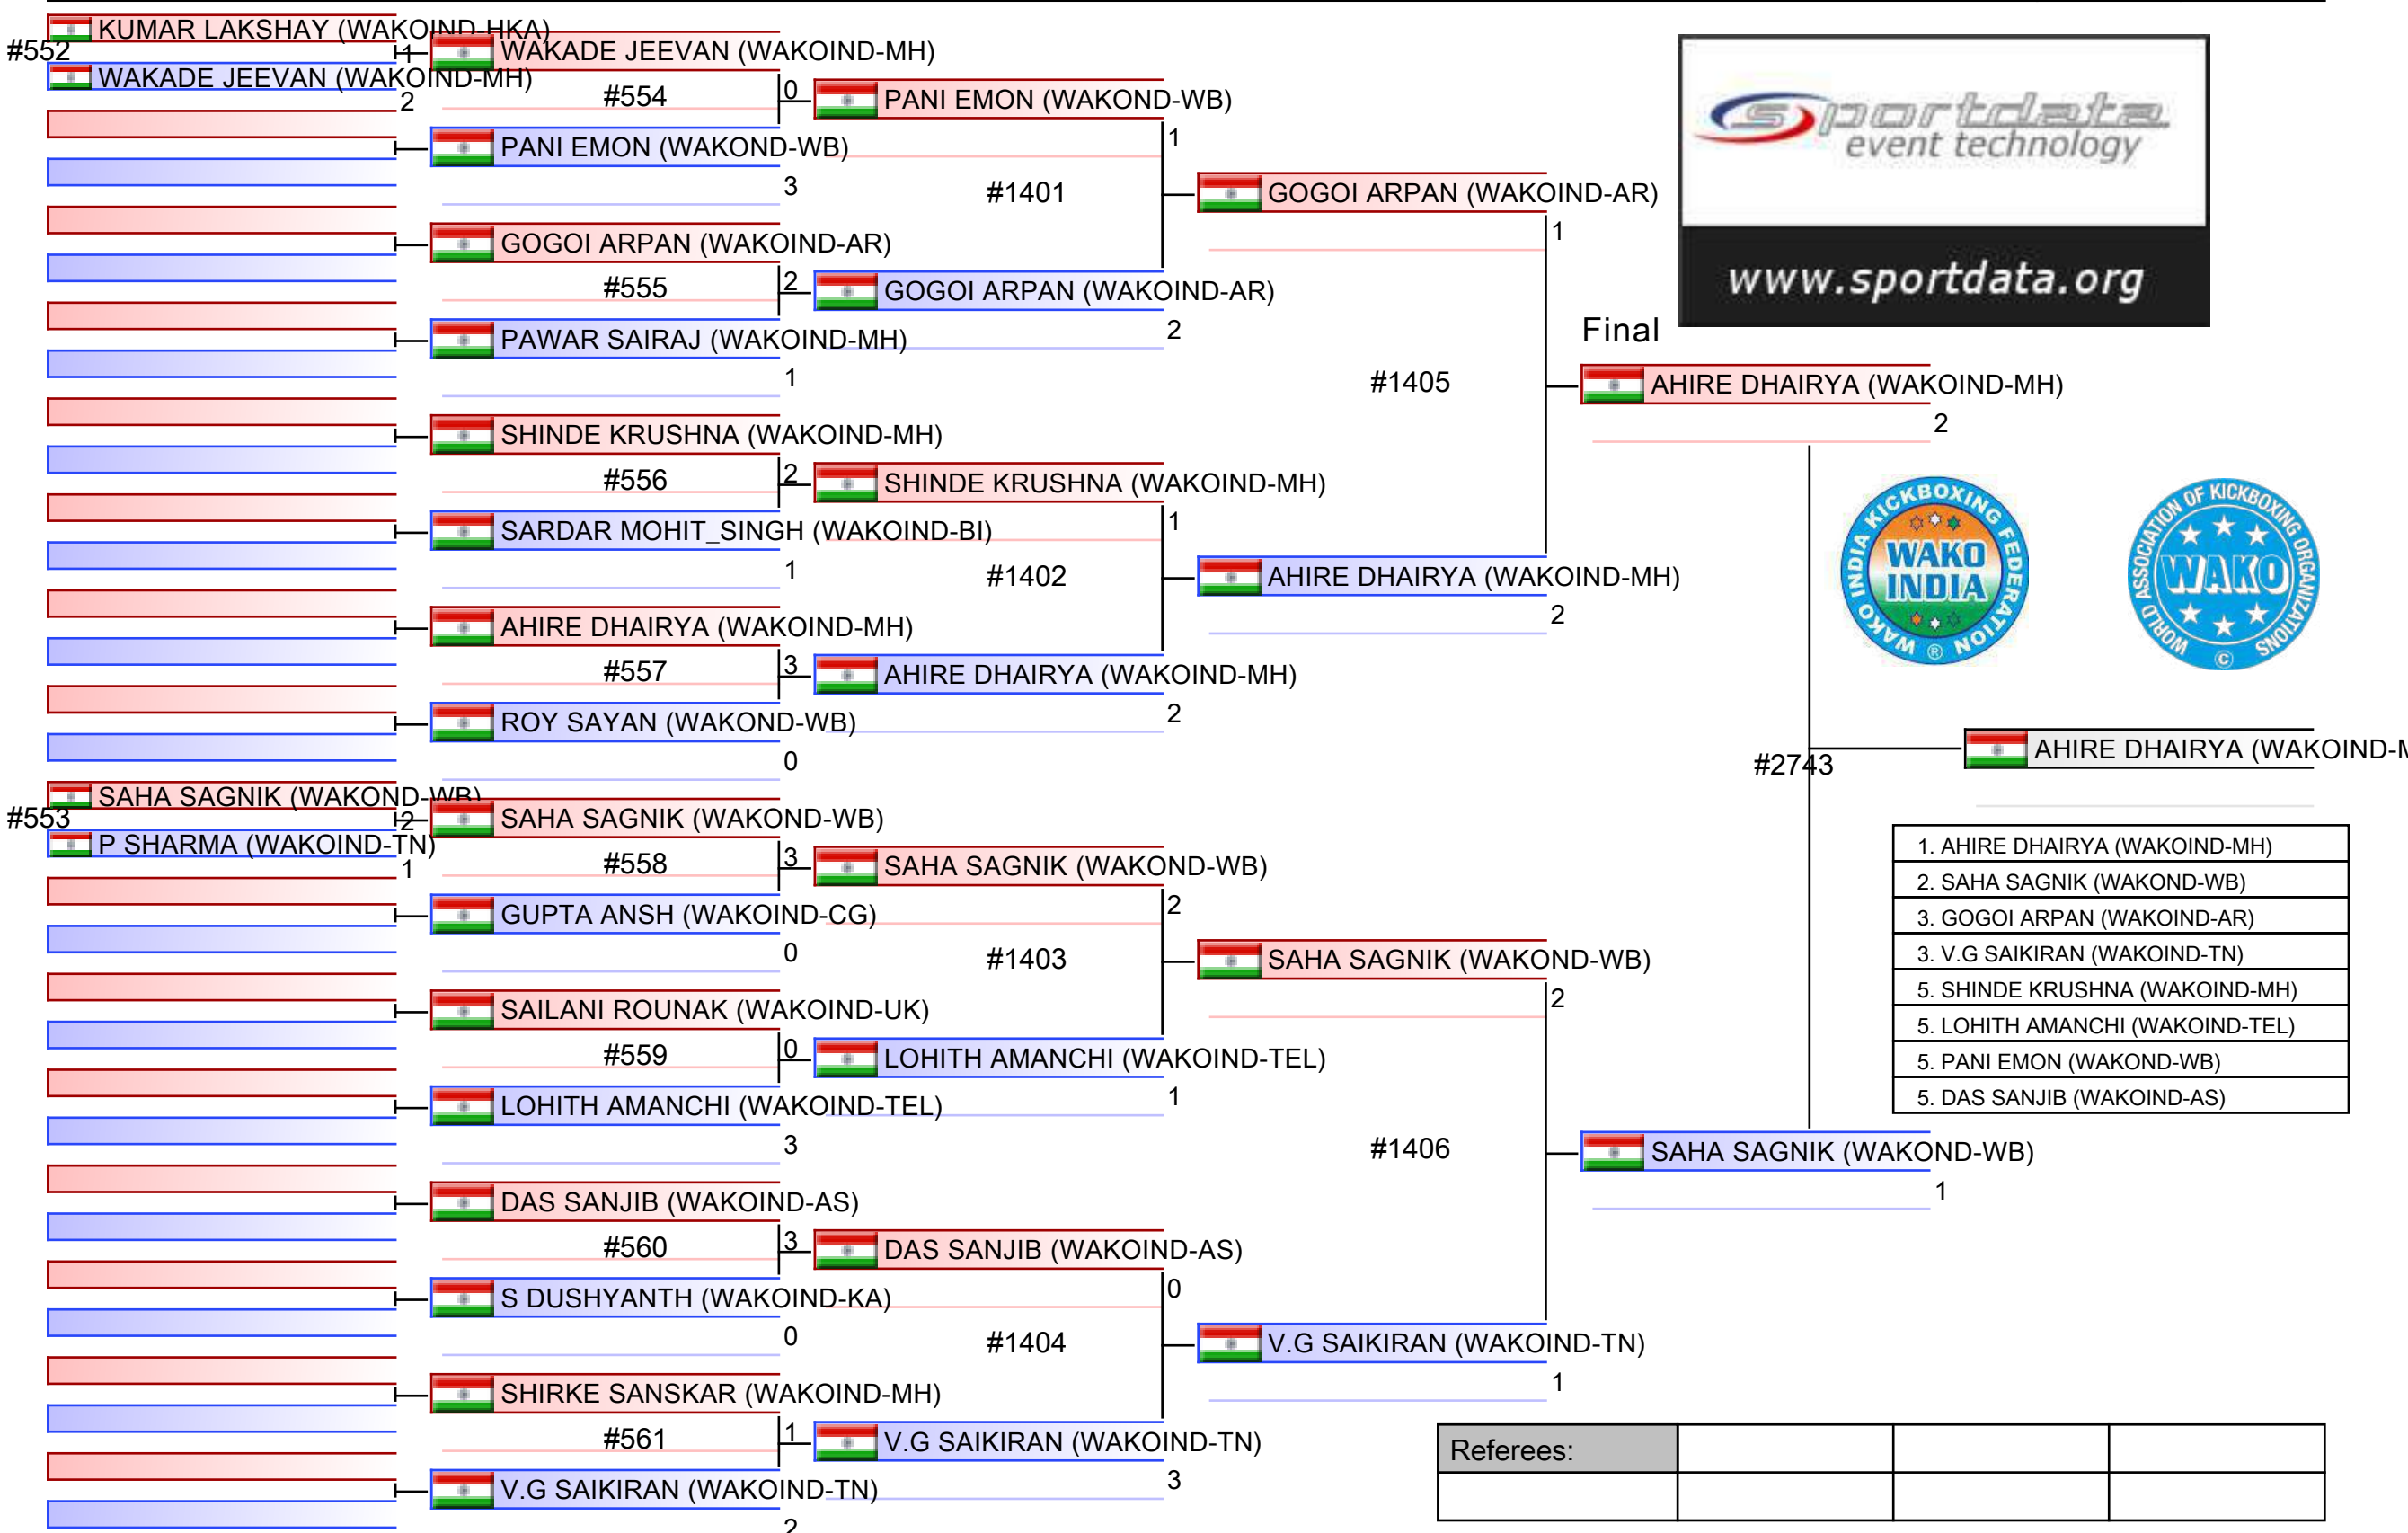 KUMAR LAKSHAY (WAKOIND-HKA)
#552
1
WAKADE JEEVAN (WAKOIND-MH)
2
WAKADE JEEVAN (WAKOIND-MH)
#554
0
PANI EMON (WAKOND-WB)
3
PANI EMON (WAKOND-WB)
1
#1401
GOGOI ARPAN (WAKOIND-AR)
#555
2
PAWAR SAIRAJ (WAKOIND-MH)
1
GOGOI ARPAN (WAKOIND-AR)
2
GOGOI ARPAN (WAKOIND-AR)
1
#1405
SHINDE KRUSHNA (WAKOIND-MH)
#556
2
SARDAR MOHIT_SINGH (WAKOIND-BI)
1
SHINDE KRUSHNA (WAKOIND-MH)
1
#1402
AHIRE DHAIRYA (WAKOIND-MH)
#557
3
ROY SAYAN (WAKOND-WB)
0
AHIRE DHAIRYA (WAKOIND-MH)
2
AHIRE DHAIRYA (WAKOIND-MH)
2
SAHA SAGNIK (WAKOND-WB)
#553
2
P SHARMA (WAKOIND-TN)
1
SAHA SAGNIK (WAKOND-WB)
#558
3
GUPTA ANSH (WAKOIND-CG)
0
SAHA SAGNIK (WAKOND-WB)
2
#1403
SAILANI ROUNAK (WAKOIND-UK)
#559
0
LOHITH AMANCHI (WAKOIND-TEL)
3
LOHITH AMANCHI (WAKOIND-TEL)
1
SAHA SAGNIK (WAKOND-WB)
2
#1406
DAS SANJIB (WAKOIND-AS)
#560
3
S DUSHYANTH (WAKOIND-KA)
0
DAS SANJIB (WAKOIND-AS)
0
#1404
SHIRKE SANSKAR (WAKOIND-MH)
#561
1
V.G SAIKIRAN (WAKOIND-TN)
2
V.G SAIKIRAN (WAKOIND-TN)
3
V.G SAIKIRAN (WAKOIND-TN)
1
sportdata
event technology
www.sportdata.org
Final
AHIRE DHAIRYA (WAKOIND-MH)
2
WAKO INDIA KICKBOXING FEDERATION ®
WAKO
INDIA
WORLD ASSOCIATION OF KICKBOXING ORGANIZATIONS ©
WAKO
#2743
AHIRE DHAIRYA (WAKOIND-M
SAHA SAGNIK (WAKOND-WB)
1
1. AHIRE DHAIRYA (WAKOIND-MH)
2. SAHA SAGNIK (WAKOND-WB)
3. GOGOI ARPAN (WAKOIND-AR)
3. V.G SAIKIRAN (WAKOIND-TN)
5. SHINDE KRUSHNA (WAKOIND-MH)
5. LOHITH AMANCHI (WAKOIND-TEL)
5. PANI EMON (WAKOND-WB)
5. DAS SANJIB (WAKOIND-AS)
Referees: